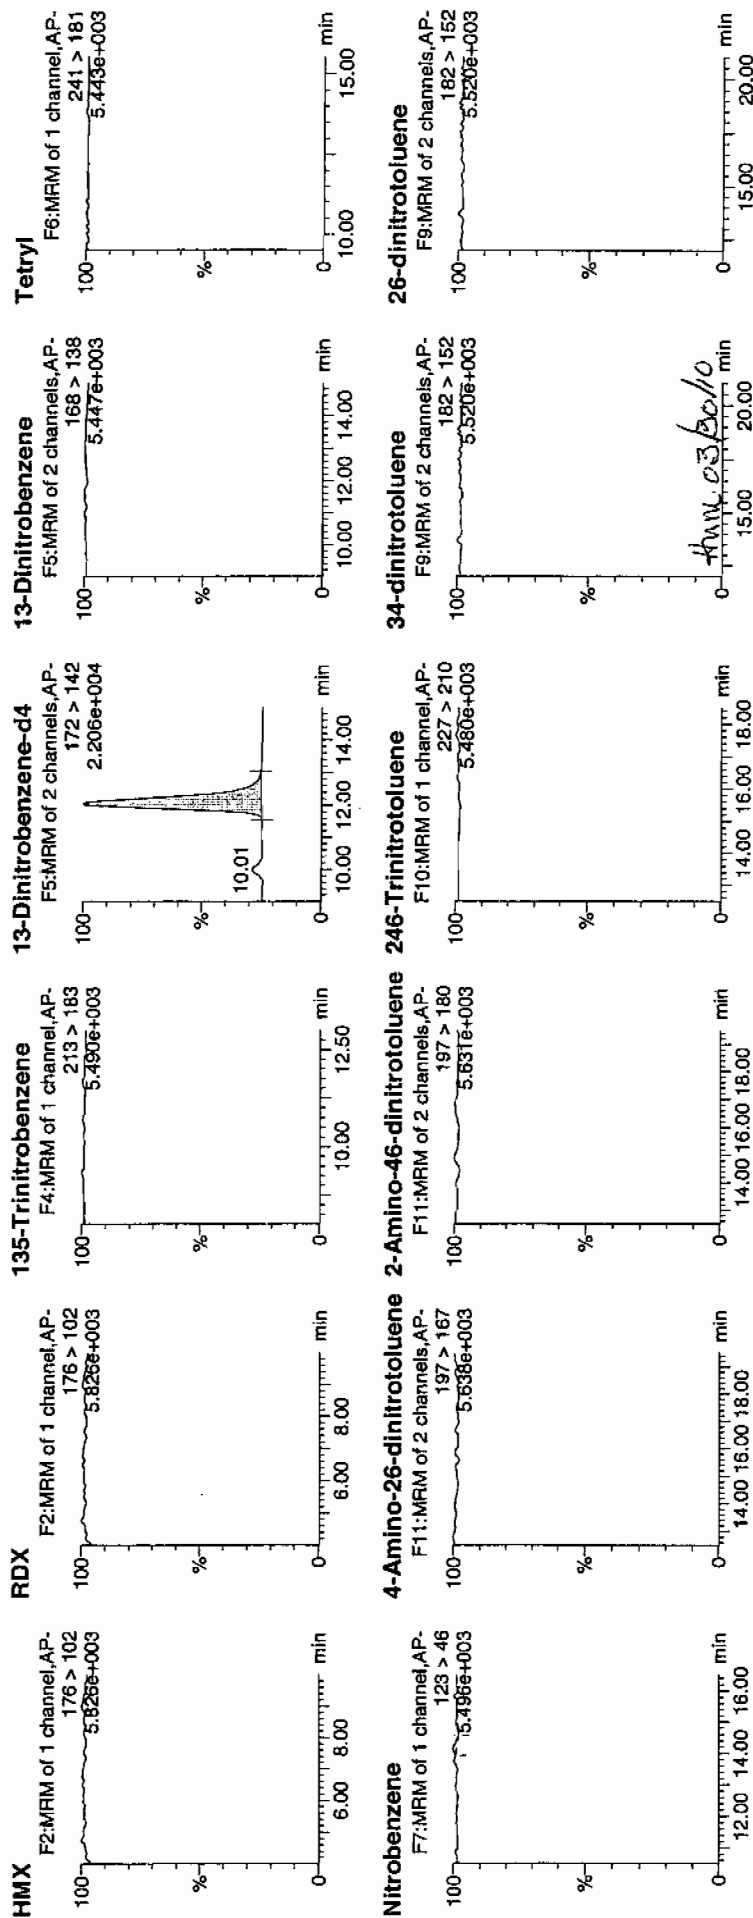 HMX
F2:MRM of 1 channel,AP-
176 > 102
5.826e+003
100
%
0
6.00 8.00 min
RDX
F2:MRM of 1 channel,AP-
176 > 102
5.826e+003
100
%
0
6.00 8.00 min
135-Trinitrobenzene
F4:MRM of 1 channel,AP-
213 > 183
5.490e+003
100
%
0
10.00 12.50 min
13-Dinitrobenzene-d4
F5:MRM of 2 channels,AP-
172 > 142
2.206e+004
100
%
10.01
0
10.00 12.00 14.00 min
13-Dinitrobenzene
F5:MRM of 2 channels,AP-
168 > 138
5.447e+003
100
%
0
10.00 12.00 14.00 min
Tetryl
F6:MRM of 1 channel,AP-
241 > 181
5.443e+003
100
%
0
10.00 15.00 min
Nitrobenzene
F7:MRM of 1 channel,AP-
123 > 46
5.496e+003
100
%
0
12.00 14.00 16.00 min
4-Amino-26-dinitrotoluene
F11:MRM of 2 channels,AP-
197 > 167
5.638e+003
100
%
0
14.00 16.00 18.00 min
2-Amino-46-dinitrotoluene
F11:MRM of 2 channels,AP-
197 > 180
5.631e+003
100
%
0
14.00 16.00 18.00 min
246-Trinitrotoluene
F10:MRM of 1 channel,AP-
227 > 210
5.480e+003
100
%
0
14.00 16.00 18.00 min
34-dinitrotoluene
F9:MRM of 2 channels,AP-
182 > 152
5.520e+003
100
%
03/30/10
0
15.00 20.00 min
26-dinitrotoluene
F9:MRM of 2 channels,AP-
182 > 152
5.520e+003
100
%
0
15.00 20.00 min